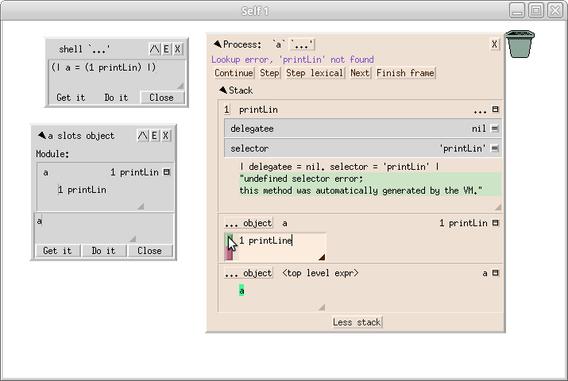 Self 1
shell `...'
E X
(| a = (1 printLin) |)
Get it Do it Close
a slots object
E X
Module:
a 1 printLin
1 printLin
a
Get it Do it Close
Process: `a` `...'
X
Lookup error, 'printLin' not found
Continue Step Step lexical Next Finish frame
Stack
1 printLin ...
delegatee nil
selector 'printLin'
| delegatee = nil. selector = 'printLin' |
"undefined selector error;
this method was automatically generated by the VM."
... object a 1 printLin
1 printLine
... object <top level expr> a
a
Less stack